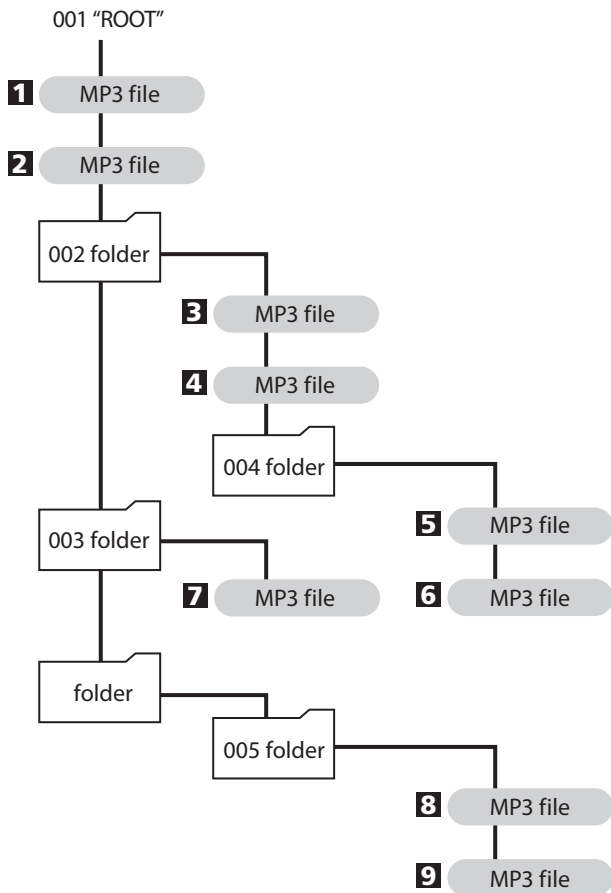 001 “ROOT”
1 MP3 file
2 MP3 file
002 folder
3 MP3 file
4 MP3 file
004 folder
5 MP3 file
003 folder
7 MP3 file
6 MP3 file
folder
005 folder
8 MP3 file
9 MP3 file